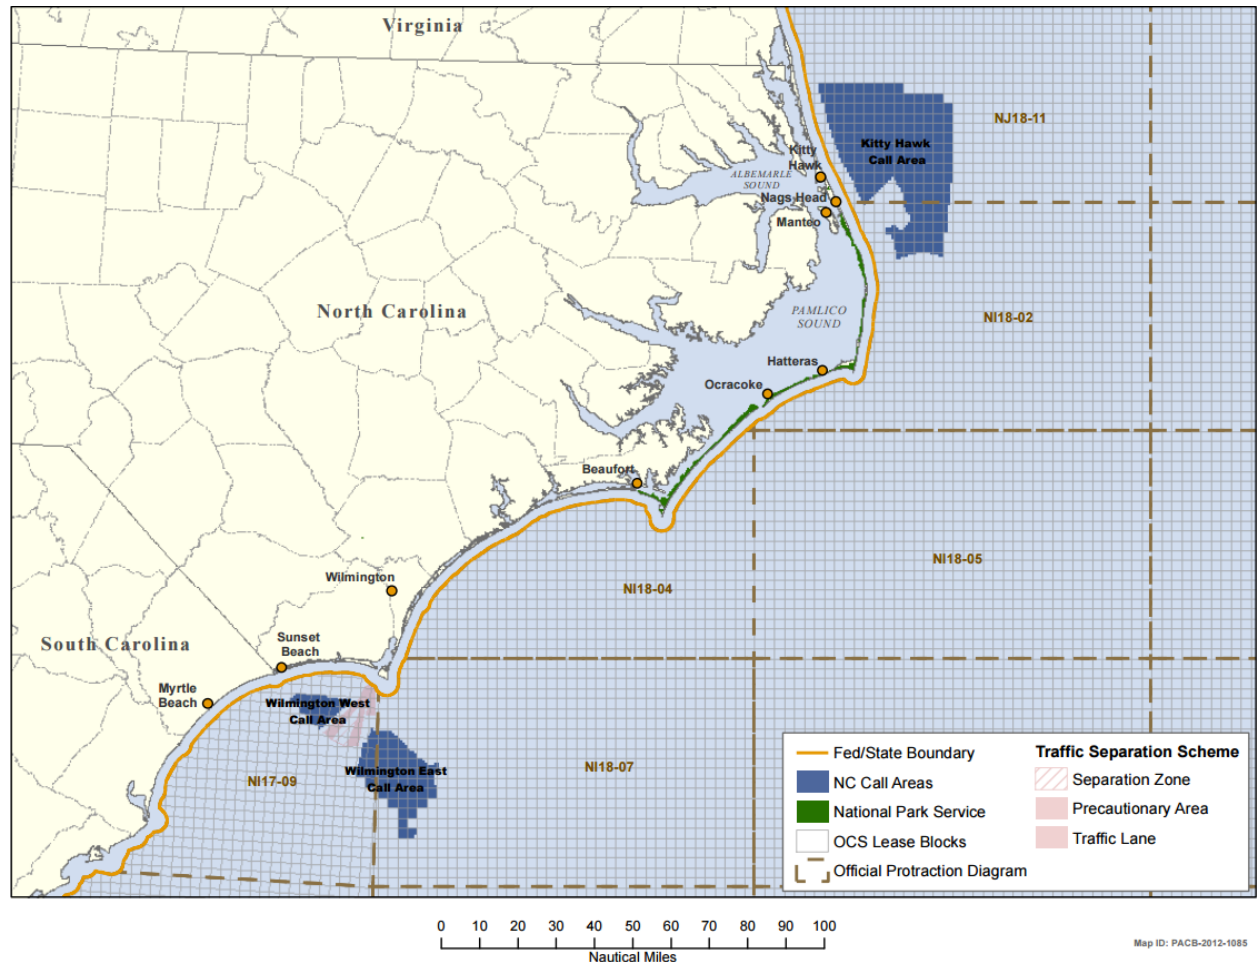 Virginia
NJ18-11
Kitty Hawk
Call Area
Kitty
Hawk
ALBEMARLE
SOUND
Nags Head
Manteo
North Carolina
PAMLICO
SOUND
NI18-02
Hatteras
Ocracoke
Beaufort
NI18-05
NI18-04
Wilmington
South Carolina
Sunset
Beach
Myrtle
Beach
Wilmington West
Call Area
Wilmington East
Call Area
NI17-09
NI18-07
Fed/State Boundary
NC Call Areas
National Park Service
OCS Lease Blocks
Official Protraction Diagram
Traffic Separation Scheme
Separation Zone
Precautionary Area
Traffic Lane
0 10 20 30 40 50 60 70 80 90 100
Nautical Miles
Map ID: PACB-2012-1085